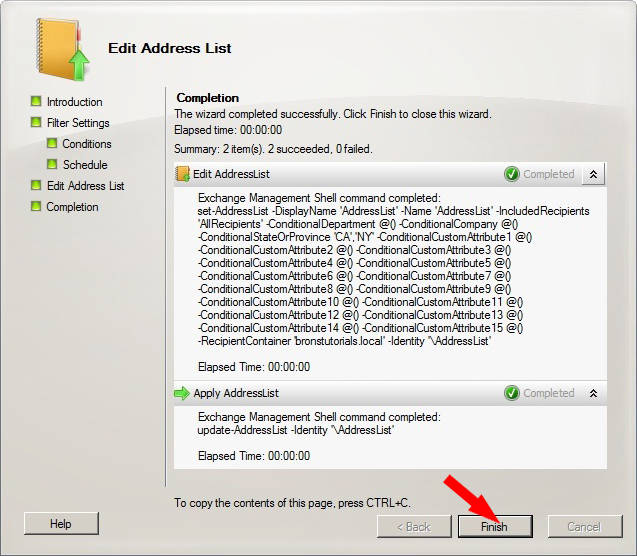 Edit Address List
Introduction
Filter Settings
Conditions
Schedule
Edit Address List
Completion
Completion
The wizard completed successfully. Click Finish to close this wizard.
Elapsed time: 00:00:00
Summary: 2 item(s). 2 succeeded, 0 failed.
Edit AddressList Completed
Exchange Management Shell command completed:
set-AddressList -DisplayName 'AddressList' -Name 'AddressList' -IncludedRecipients
'AllRecipients' -ConditionalDepartment @() -ConditionalCompany @()
-ConditionalStateOrProvince 'CA','NY' -ConditionalCustomAttribute1 @()
-ConditionalCustomAttribute2 @() -ConditionalCustomAttribute3 @()
-ConditionalCustomAttribute4 @() -ConditionalCustomAttribute5 @()
-ConditionalCustomAttribute6 @() -ConditionalCustomAttribute7 @()
-ConditionalCustomAttribute8 @() -ConditionalCustomAttribute9 @()
-ConditionalCustomAttribute10 @() -ConditionalCustomAttribute11 @()
-ConditionalCustomAttribute12 @() -ConditionalCustomAttribute13 @()
-ConditionalCustomAttribute14 @() -ConditionalCustomAttribute15 @()
-RecipientContainer 'bronstutorials.local' -Identity '\AddressList'
Elapsed Time: 00:00:00
Apply AddressList Completed
Exchange Management Shell command completed:
update-AddressList -Identity '\AddressList'
Elapsed Time: 00:00:00
To copy the contents of this page, press CTRL+C.
Help < Back Finish Cancel